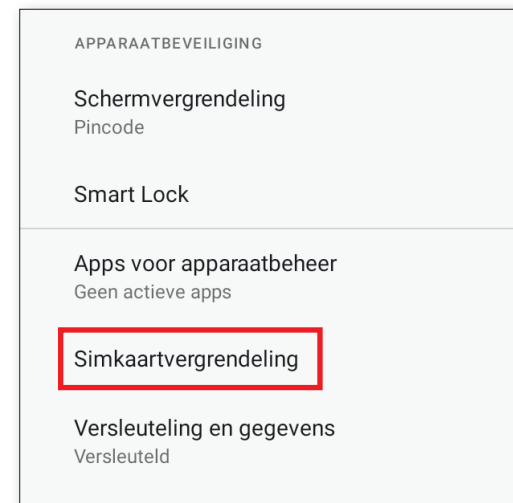 APPARAATBEVEILIGING
Schermvergrendeling
Pincode
Smart Lock
Apps voor apparaatbeheer
Geen actieve apps
Simkaartvergrendeling
Versleuteling en gegevens
Versleuteld